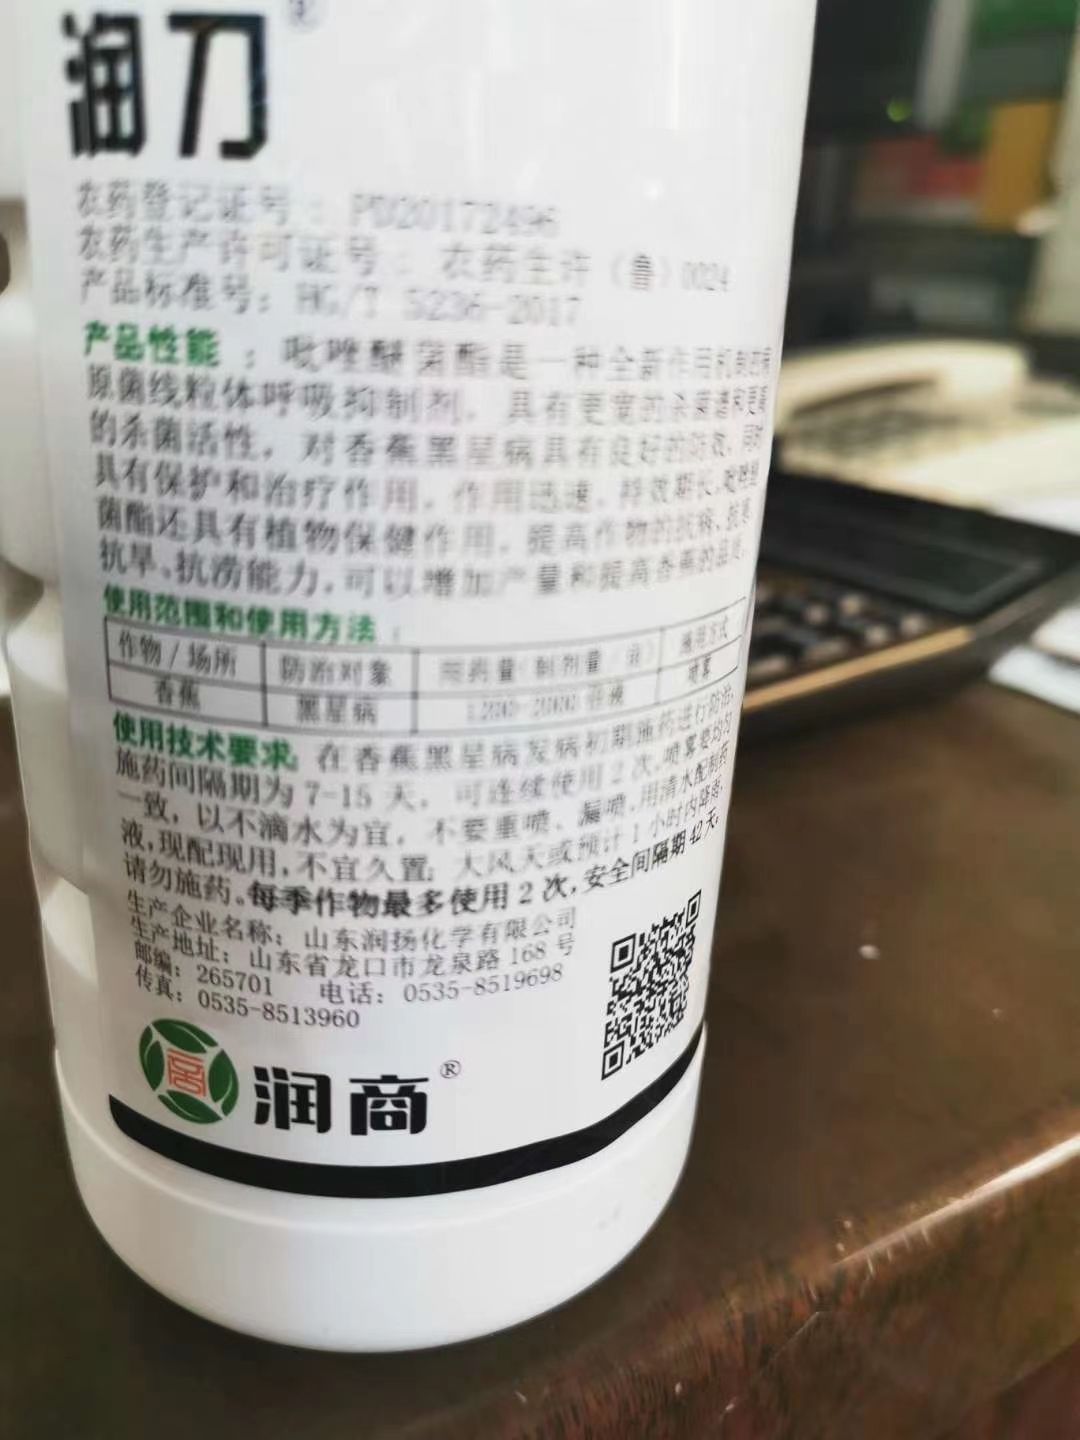 润刀®
农药登记证号：PD20172496
农药生产许可证号：农药生许（鲁）0024
产品标准号：HG/T 5236-2017
产品性能：吡唑醚菌酯是一种全新作用机制的病
原菌线粒体呼吸抑制剂，具有更宽的杀菌谱和更高
的杀菌活性，对香蕉黑星病具有良好的防效，同时
具有保护和治疗作用，作用迅速，持效期长，吡唑醚
菌酯还具有植物保健作用，提高作物的抗病、抗寒、
抗旱、抗涝能力，可以增加产量和提高香蕉的品质。
使用范围和使用方法：
作物/场所 防治对象 用药量(制剂量/亩) 施用方式
香蕉 黑星病 1200-2000倍液 喷雾
使用技术要求：在香蕉黑星病发病初期施药进行防治，
施药间隔期为7-15天，可连续使用2次，喷雾要均匀
一致，以不滴水为宜，不要重喷、漏喷，用清水配制药
液，现配现用，不宜久置；大风天或预计1小时内降雨，
请勿施药。每季作物最多使用2次，安全间隔期42天。
生产企业名称：山东润扬化学有限公司
生产地址：山东省龙口市龙泉路168号
邮编：265701 电话：0535-8519698
传真：0535-8513960
润商®